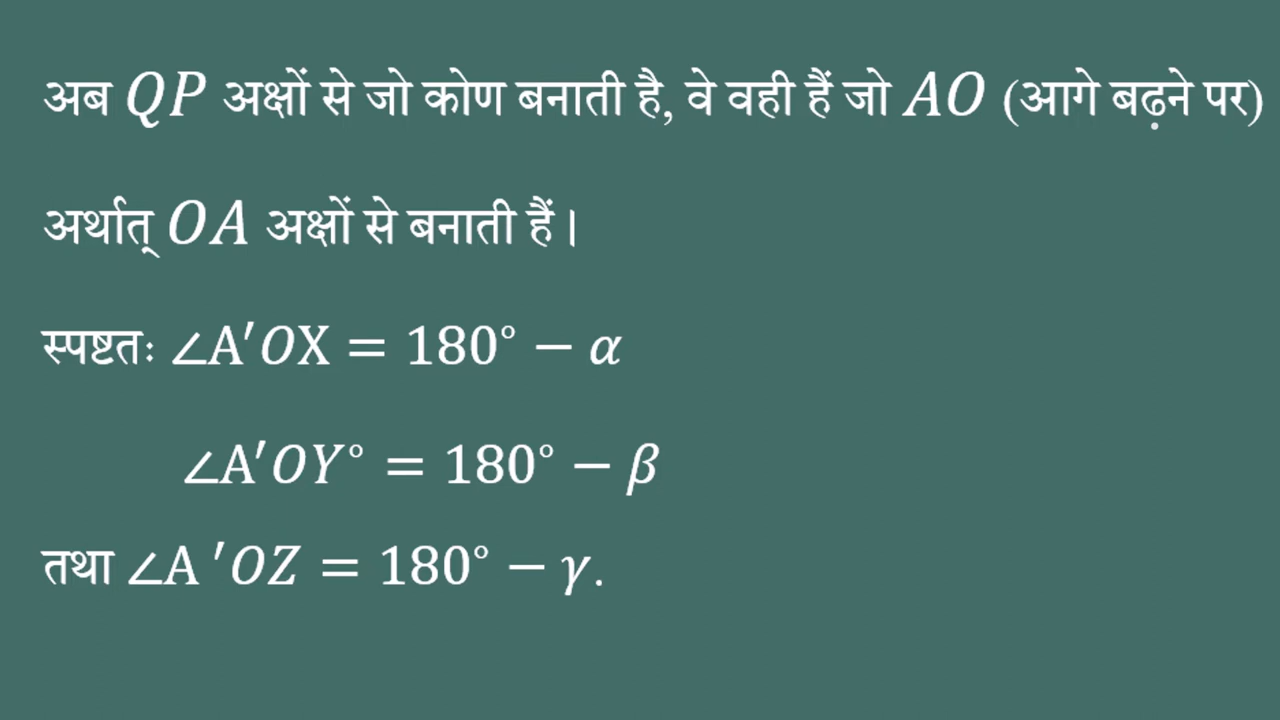 अब QP अक्षों से जो कोण बनाती है, वे वही हैं जो AO (आगे बढ़ने पर)
अर्थात् OA अक्षों से बनाती हैं।
स्पष्टतः ∠A′OX = 180° − α
∠A′OY° = 180° − β
तथा ∠A ′OZ = 180° − γ.